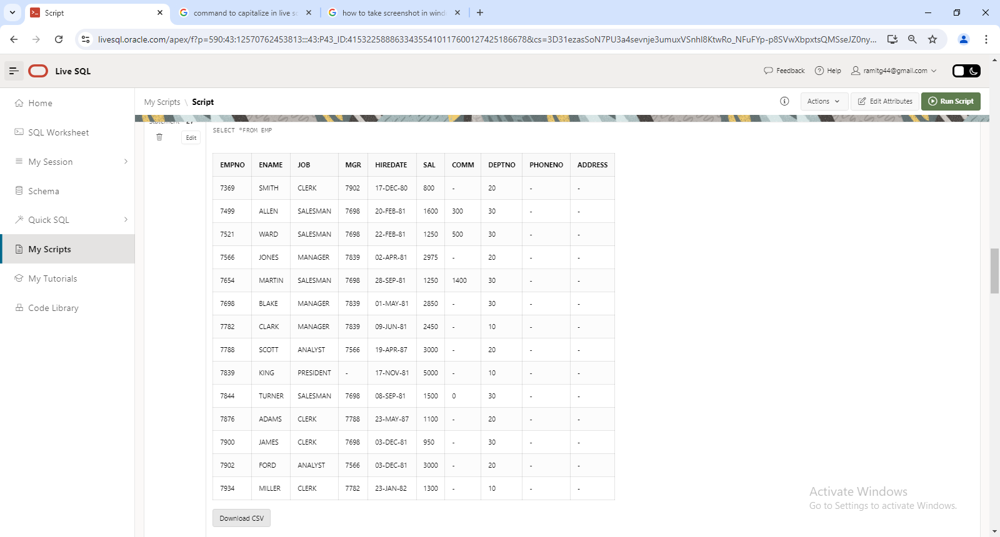 Script
command to capitalize in live s
how to take screenshot in wind
livesql.oracle.com/apex/f?p=590:43:12570762453813:::43:P43_ID:415322588863343554101176001274251866​78&cs=3D31ezasSoN7PU3a4sevnje3umuxVSnhI8KtwRo_NFuFYp-p8SVwXbpxtsQMSseJZ0ny...
Live SQL
Feedback
Help
ramitg44@gmail.com
Home
SQL Worksheet
My Session
Schema
Quick SQL
My Scripts
My Tutorials
Code Library
My Scripts \ Script
Actions
Edit Attributes
Run Script
Statement 27
Edit
SELECT *FROM EMP
EMPNO ENAME JOB MGR HIREDATE SAL COMM DEPTNO PHONENO ADDRESS
7369 SMITH CLERK 7902 17-DEC-80 800 - 20 - -
7499 ALLEN SALESMAN 7698 20-FEB-81 1600 300 30 - -
7521 WARD SALESMAN 7698 22-FEB-81 1250 500 30 - -
7566 JONES MANAGER 7839 02-APR-81 2975 - 20 - -
7654 MARTIN SALESMAN 7698 28-SEP-81 1250 1400 30 - -
7698 BLAKE MANAGER 7839 01-MAY-81 2850 - 30 - -
7782 CLARK MANAGER 7839 09-JUN-81 2450 - 10 - -
7788 SCOTT ANALYST 7566 19-APR-87 3000 - 20 - -
7839 KING PRESIDENT - 17-NOV-81 5000 - 10 - -
7844 TURNER SALESMAN 7698 08-SEP-81 1500 0 30 - -
7876 ADAMS CLERK 7788 23-MAY-87 1100 - 20 - -
7900 JAMES CLERK 7698 03-DEC-81 950 - 30 - -
7902 FORD ANALYST 7566 03-DEC-81 3000 - 20 - -
7934 MILLER CLERK 7782 23-JAN-82 1300 - 10 - -
Download CSV
Activate Windows
Go to Settings to activate Windows.